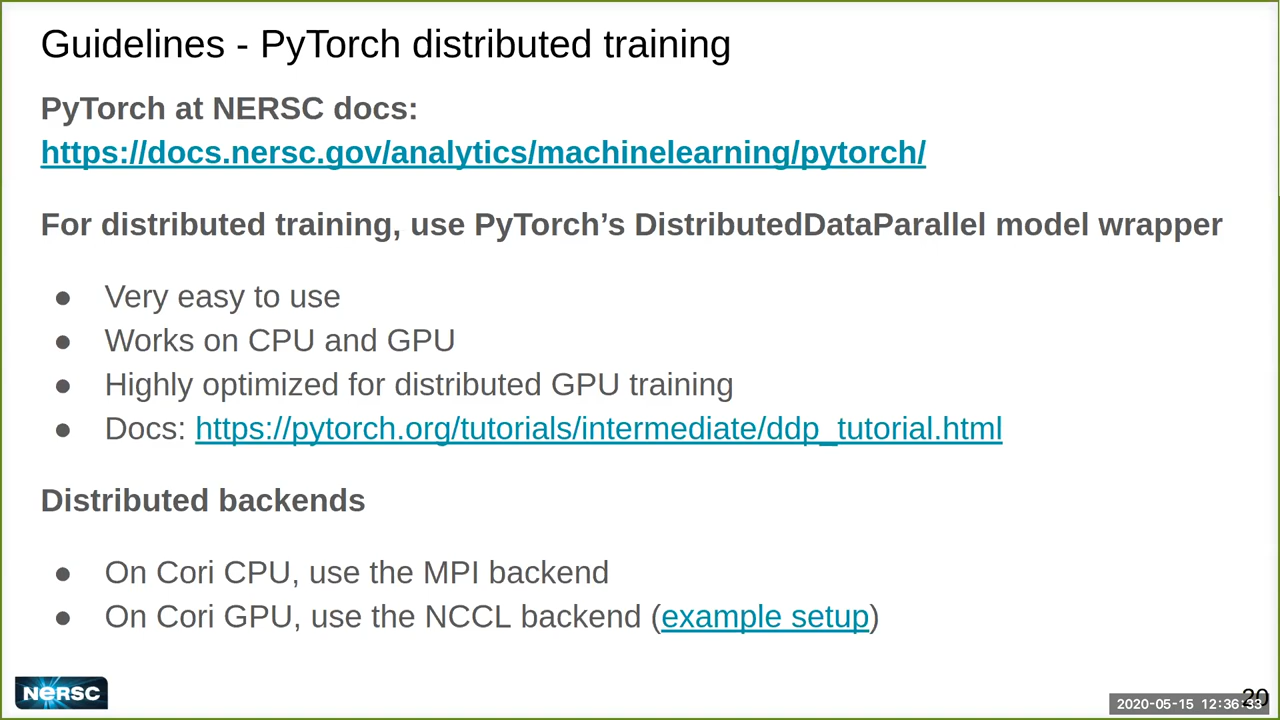 Guidelines - PyTorch distributed training
PyTorch at NERSC docs:
https://docs.nersc.gov/analytics/machinelearning/pytorch/
For distributed training, use PyTorch’s DistributedDataParallel model wrapper
● Very easy to use
● Works on CPU and GPU
● Highly optimized for distributed GPU training
● Docs: https://pytorch.org/tutorials/intermediate/ddp_tutorial.html
Distributed backends
● On Cori CPU, use the MPI backend
● On Cori GPU, use the NCCL backend (example setup)
NERSC
20
2020-05-15 12:36:33